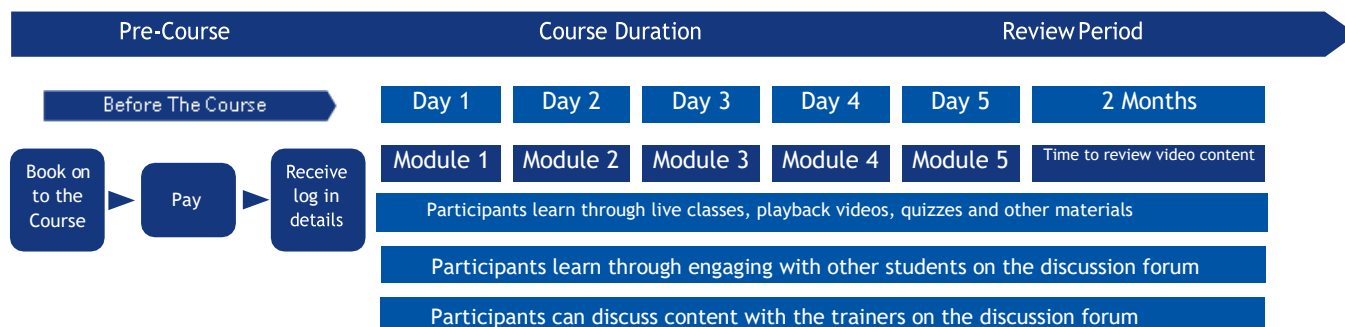 Pre-Course Course Duration Review Period
Before The Course Day 1 Day 2 Day 3 Day 4 Day 5 2 Months
Book on
to the
Course
Pay
Receive
log in
details
Module 1 Module 2 Module 3 Module 4 Module 5 Time to review video content
Participants learn through live classes, playback videos, quizzes and other materials
Participants learn through engaging with other students on the discussion forum
Participants can discuss content with the trainers on the discussion forum